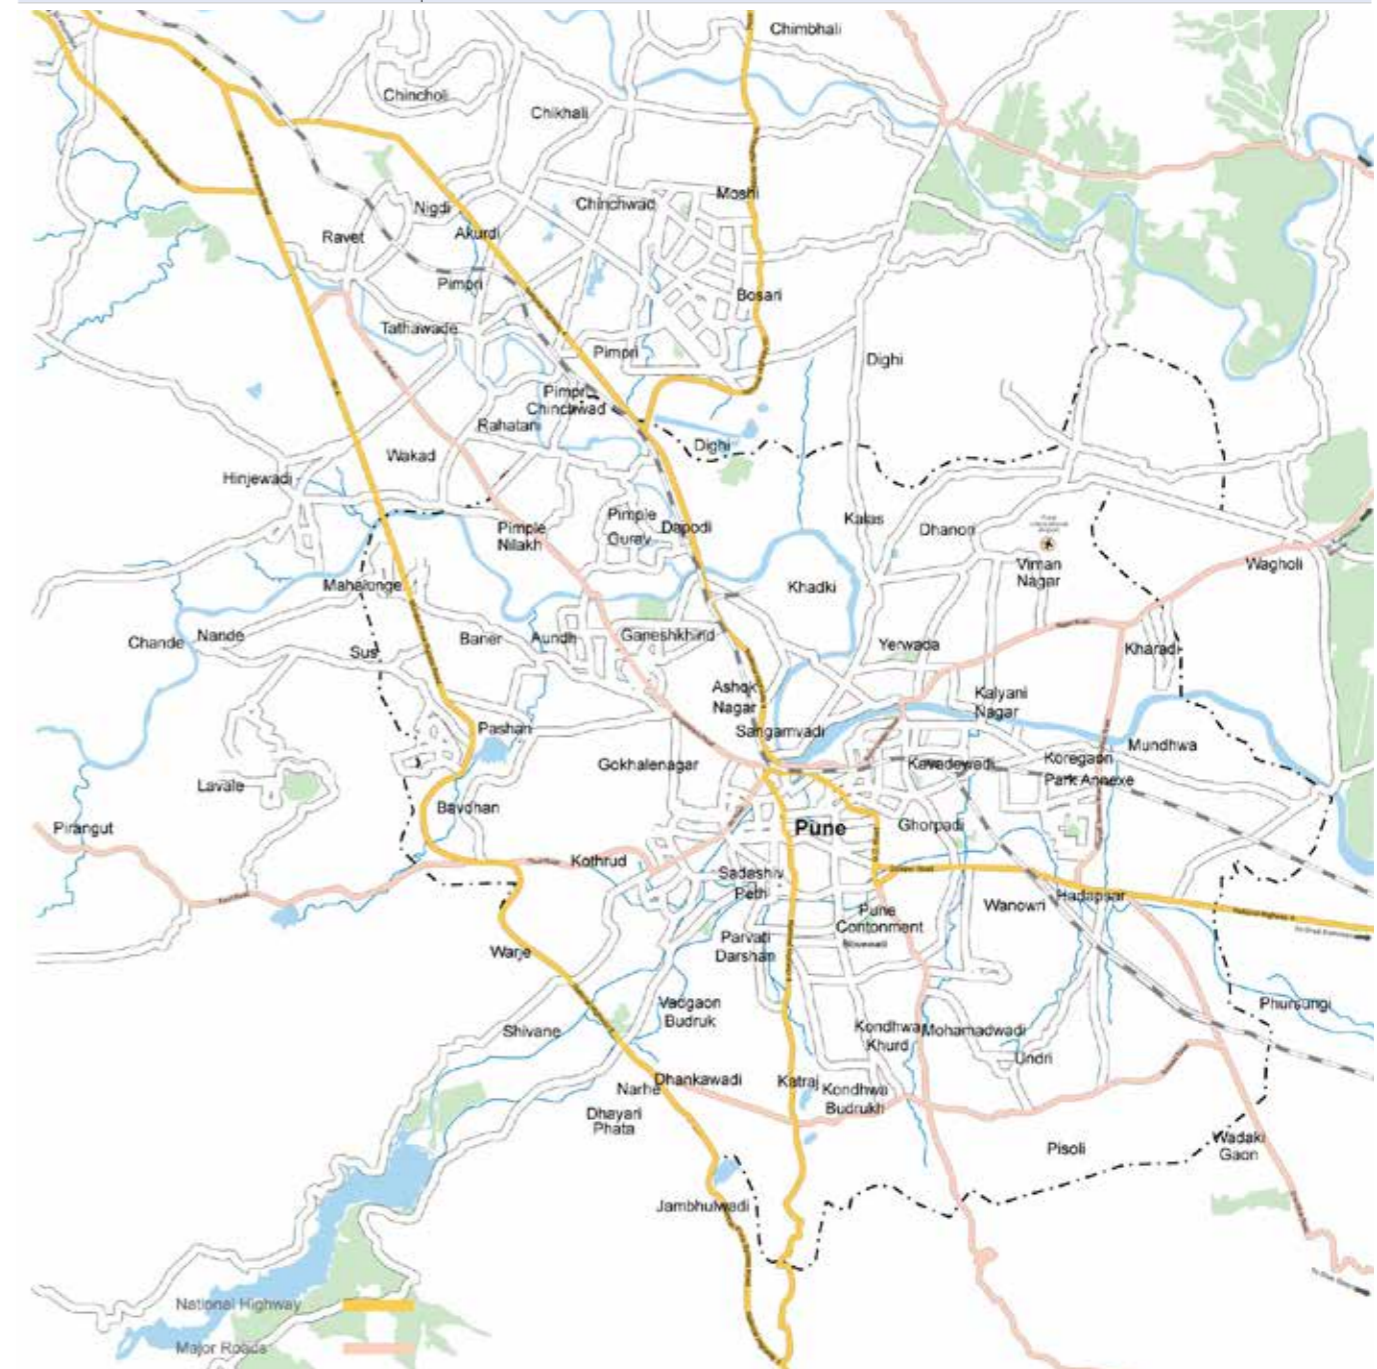 Chimbhali
Chincholi
Chikhali
Moshi
Nigdi
Chinchwad
Akurdi
Ravet
Pimpri
Bosari
Tathawade
Pimpri
Dighi
Pimpri
Chinchwad
Rahatani
Dighi
Wakad
Hinjewadi
Pimple
Nilakh
Pimple
Gurav
Dapodi
Kalas
Dhanori
Viman
Nagar
Wagholi
Mahalonge
Khadki
Chande
Nande
Sus
Baner
Aundh
Ganeshkhind
Yerwada
Kharadi
Ashok
Nagar
Kalyani
Nagar
Pashan
Sangamvadi
Mundhwa
Gokhalenagar
Kavadewadi
Koregaon
Park Annexe
Lavale
Bavdhan
Pirangut
Pune
Ghorpadi
Kothrud
Sadashiv
Peth
Hadapsar
Wanowri
Pune
Contonment
Parvati
Darshan
Warje
Vadgaon
Budruk
Shivane
Phursungi
Kondhwa
Khurd
Mohamadwadi
Undri
Narhe
Dhankawadi
Katraj
Kondhwa
Budrukh
Dhayari
Phata
Pisoli
Wadaki
Gaon
Jambhulwadi
National Highway
Major Roads